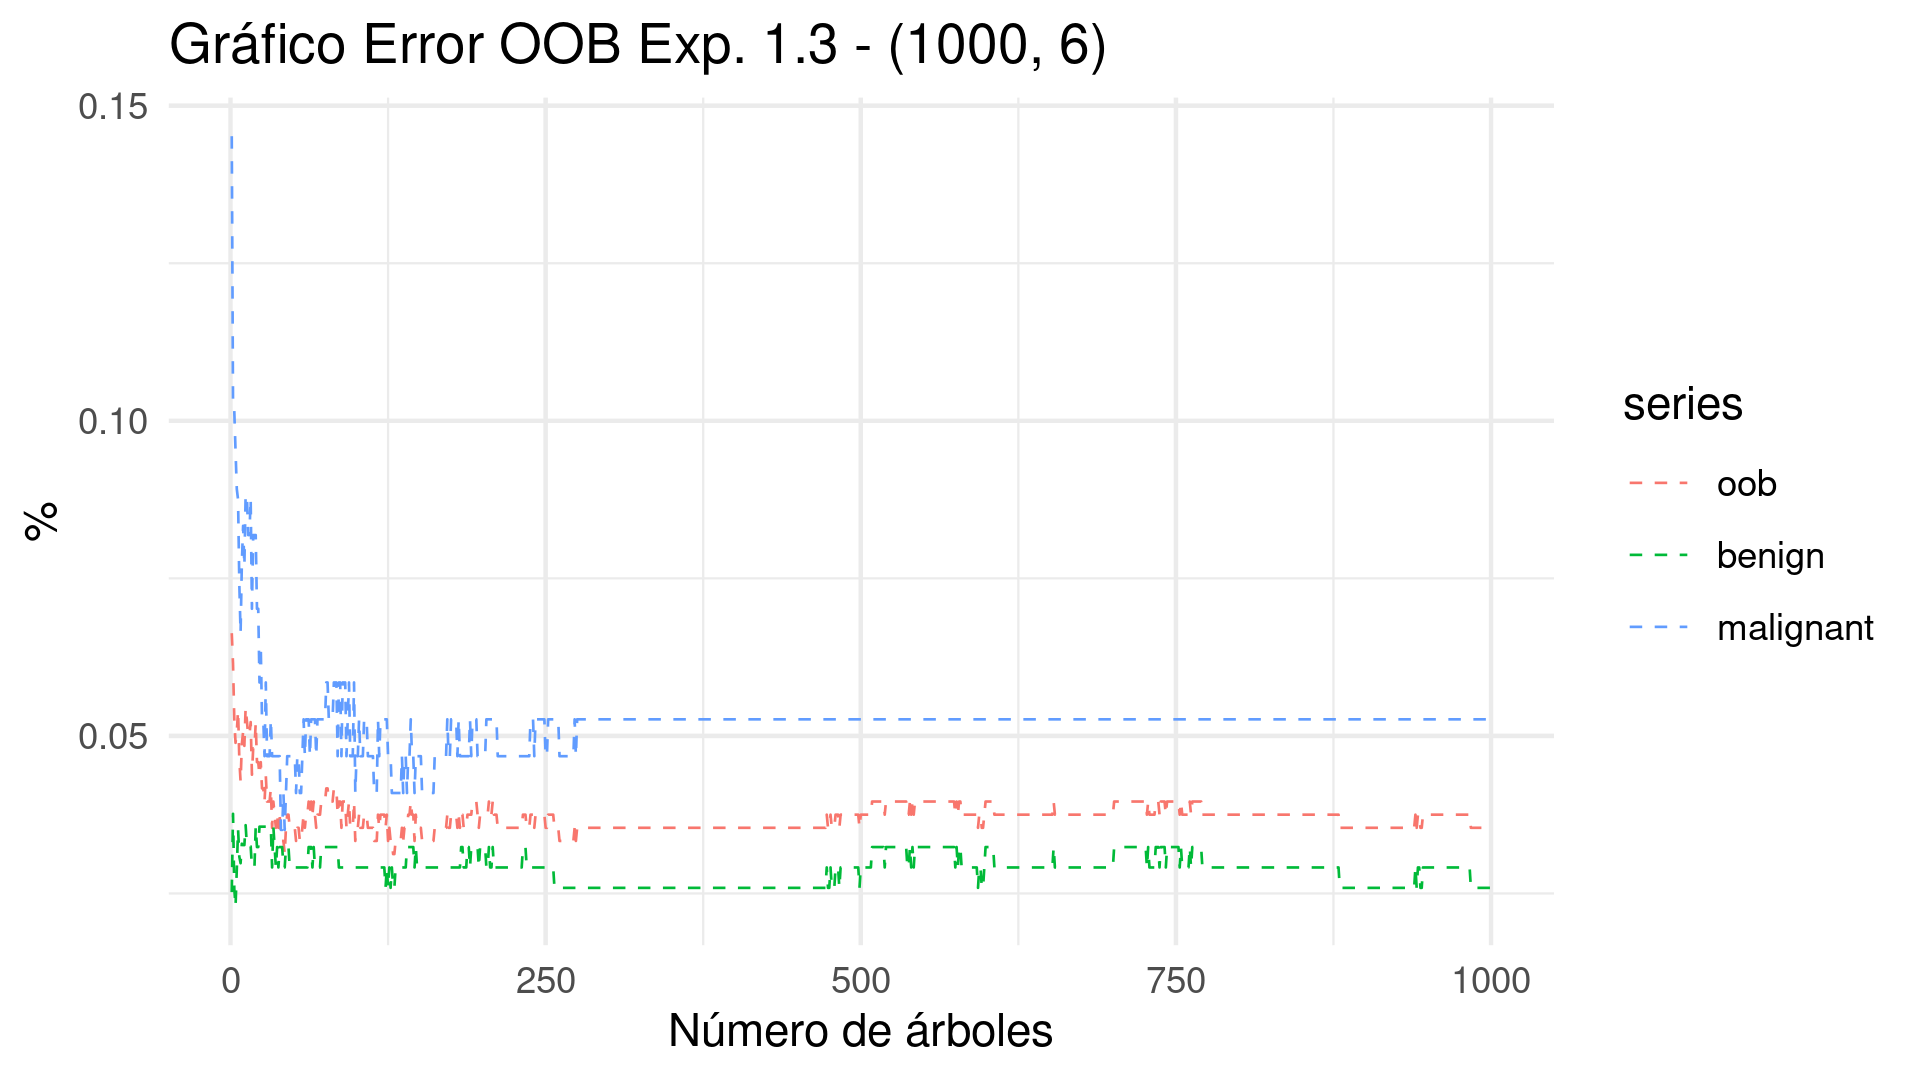 Gráfico Error OOB Exp. 1.3 - (1000, 6)
0.15
0.10
0.05
%
0 250 500 750 1000
Número de árboles
series
oob
benign
malignant